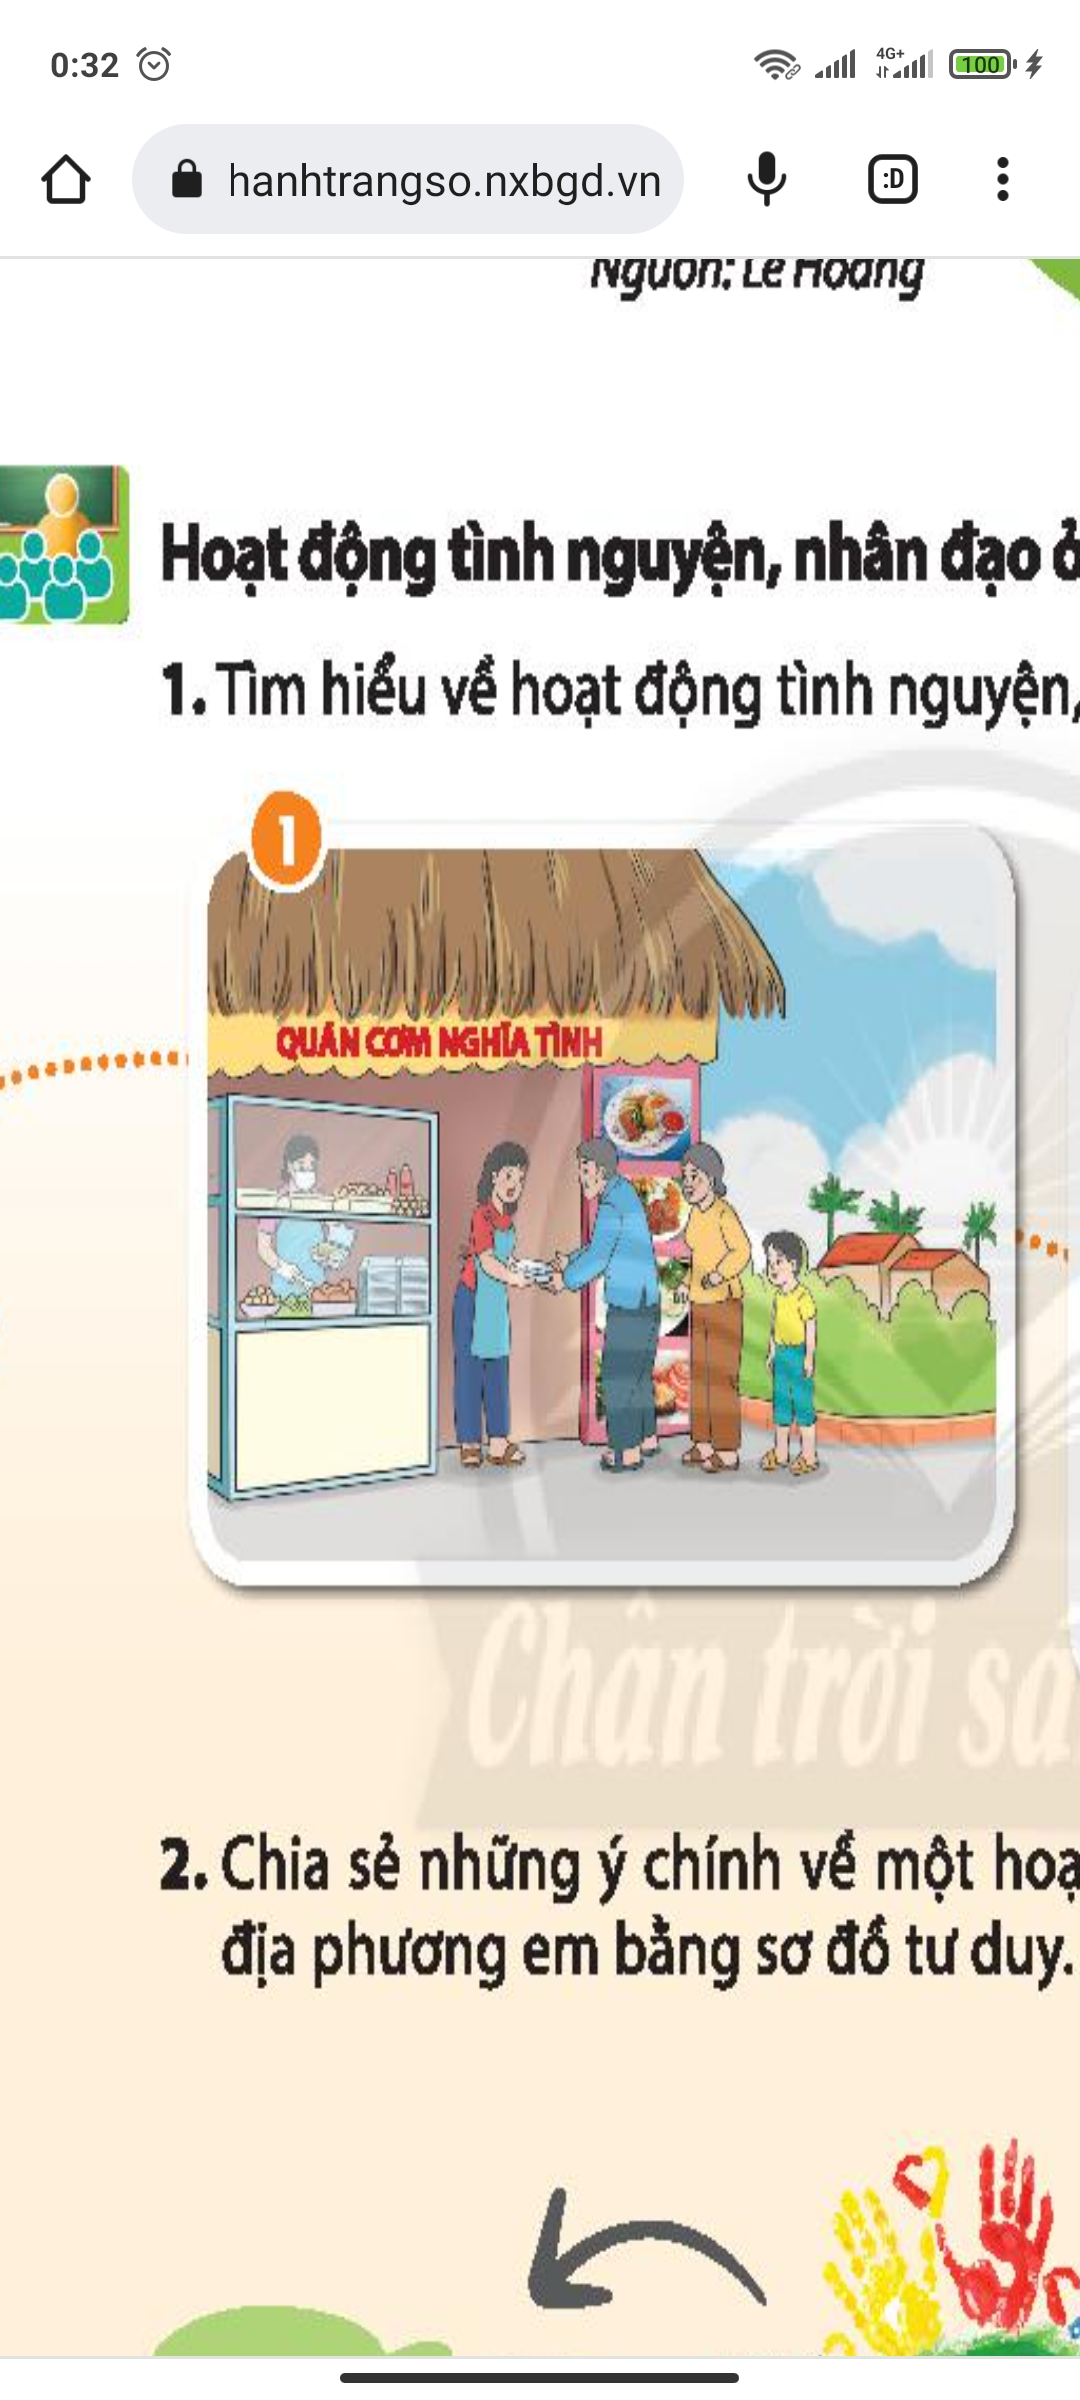 0:32
4G+
100
hanhtrangso.nxbgd.vn
:D
Nguồn: Lê Hoàng
Hoạt động tình nguyện, nhân đạo ở
1. Tìm hiểu về hoạt động tình nguyện,
1
QUÁN CƠM NGHĨA TÌNH
Chân trời sá
2. Chia sẻ những ý chính về một hoạ
địa phương em bằng sơ đồ tư duy.